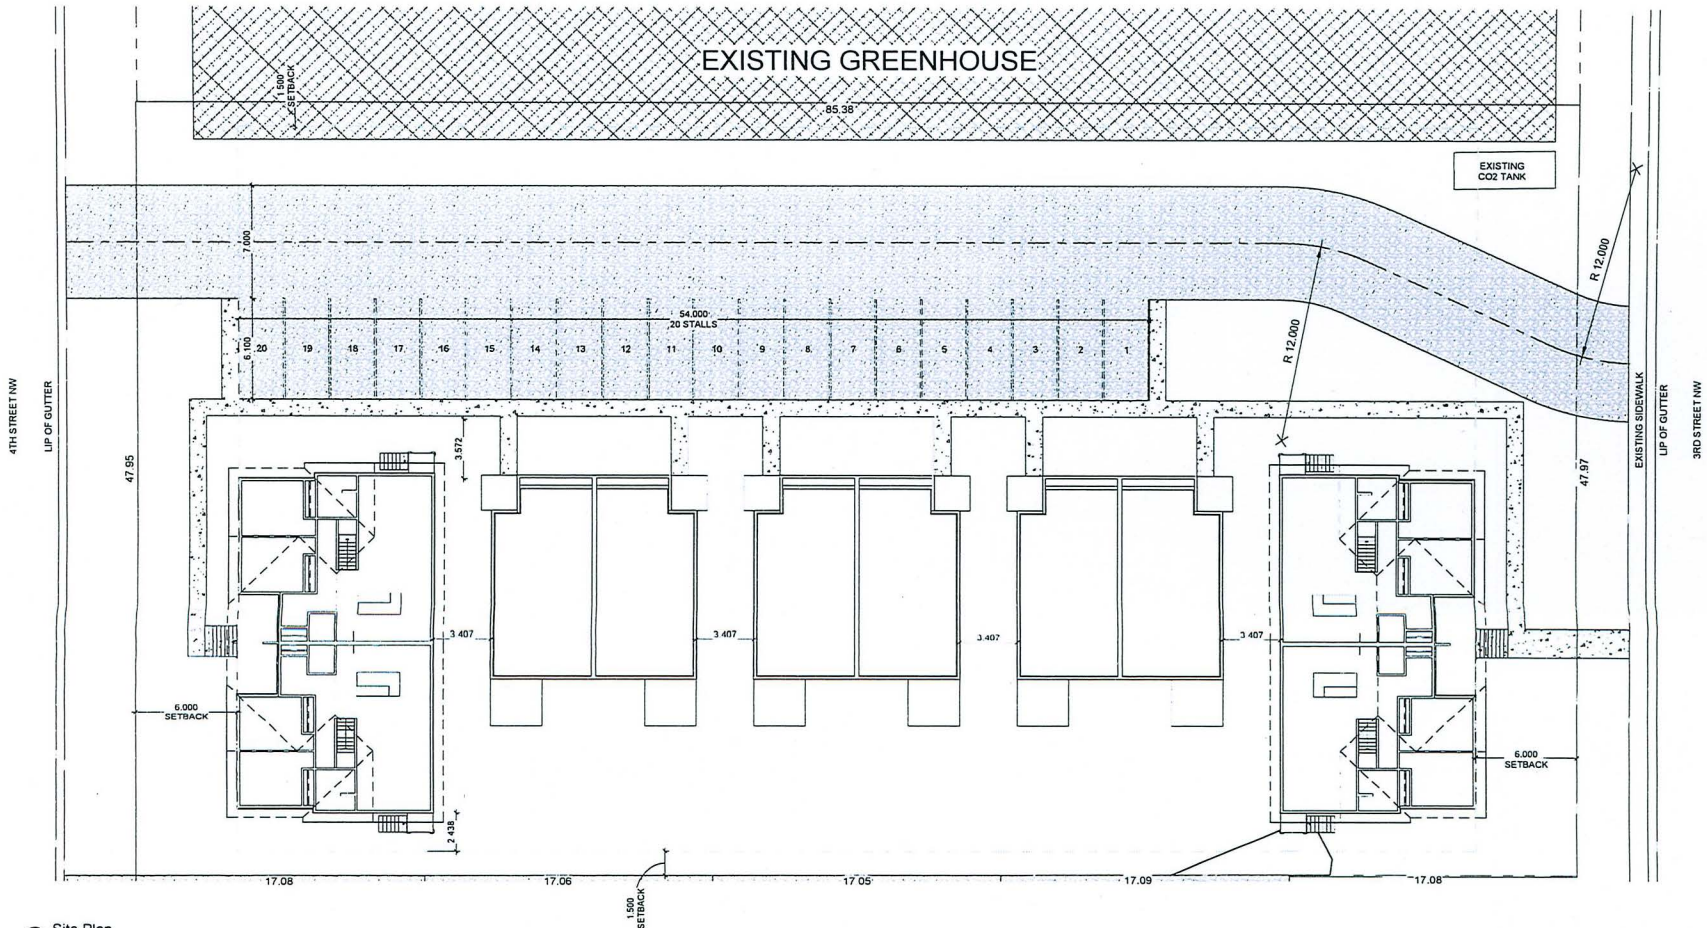 EXISTING GREENHOUSE
1 500
SETBACK
85.38
EXISTING
CO2 TANK
R 12.000
7.000
54.000
20 STALLS
6.100
20
19
18
17
16
15
14
13
12
11
10
9
8
7
6
5
4
3
2
1
R 12.000
4TH STREET NW
LIP OF GUTTER
EXISTING SIDEWALK
LIP OF GUTTER
3RD STREET NW
47.95
3.572
47.97
3 407
3 407
3 407
3 407
6.000
SETBACK
6.000
SETBACK
2 438
17.08
17.06
17.05
17.09
17.08
1.500
SETBACK
Site Plan